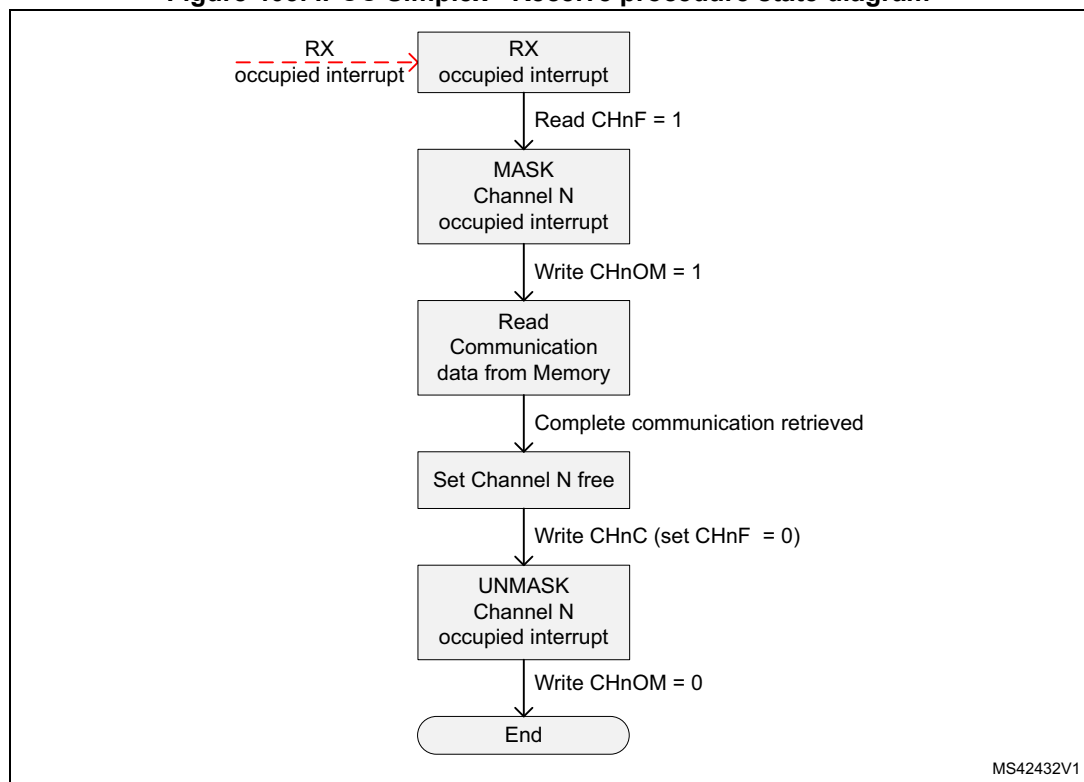 RX
occupied interrupt
RX
occupied interrupt
Read CHnF = 1
MASK
Channel N
occupied interrupt
Write CHnOM = 1
Read
Communication
data from Memory
Complete communication retrieved
Set Channel N free
Write CHnC (set CHnF = 0)
UNMASK
Channel N
occupied interrupt
Write CHnOM = 0
End
MS42432V1